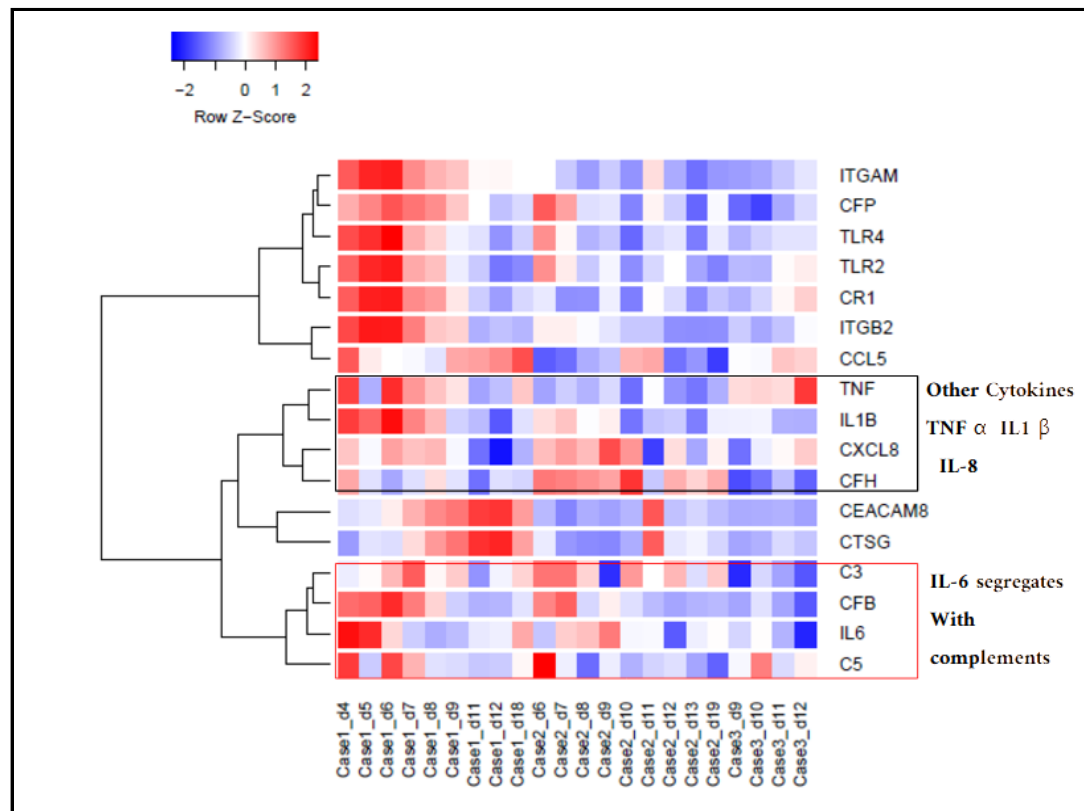 −2 0 1 2
Row Z−Score
ITGAM
CFP
TLR4
TLR2
CR1
ITGB2
CCL5
TNF
IL1B
CXCL8
CFH
CEACAM8
CTSG
C3
CFB
IL6
C5
Other Cytokines
TNF α IL1 β
IL-8
IL-6 segregates
With
complements
Case1_d4
Case1_d5
Case1_d6
Case1_d7
Case1_d8
Case1_d9
Case1_d11
Case1_d12
Case1_d18
Case2_d6
Case2_d7
Case2_d8
Case2_d9
Case2_d10
Case2_d11
Case2_d12
Case2_d13
Case2_d19
Case3_d9
Case3_d10
Case3_d11
Case3_d12